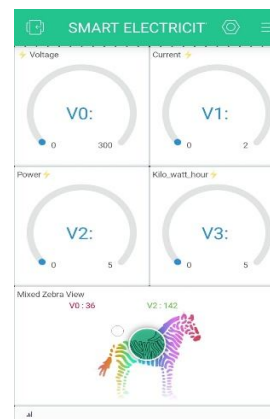 SMART ELECTRICIT
Voltage
V0:
0 300
Current
V1:
0 2
Power
V2:
0 5
Kilo_watt_hour
V3:
0 5
Mixed Zebra View
V0 : 36 V2 : 142